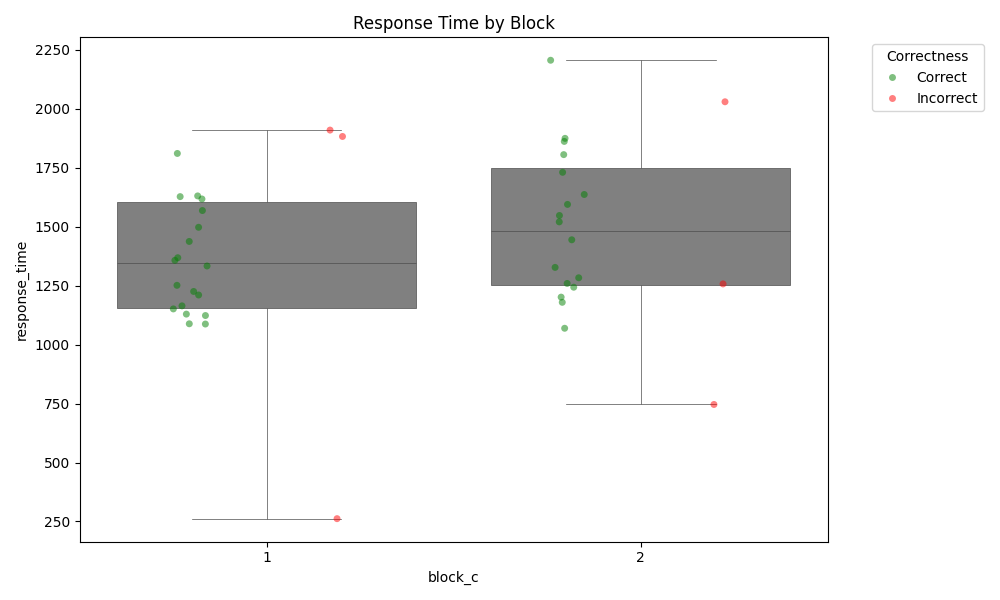 Response Time by Block
Correctness
Correct
Incorrect
2250
2000
1750
1500
1250
1000
750
500
250
response_time
1
2
block_c